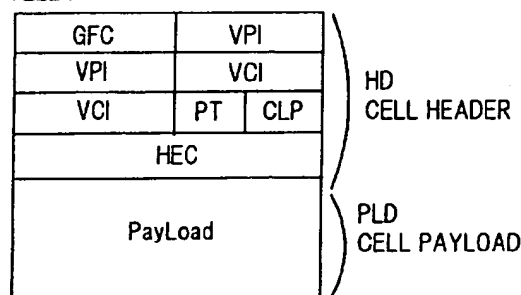 GFC VPI
VPI VCI
VCI PT CLP
HEC
PayLoad
HD
CELL HEADER
PLD
CELL PAYLOAD